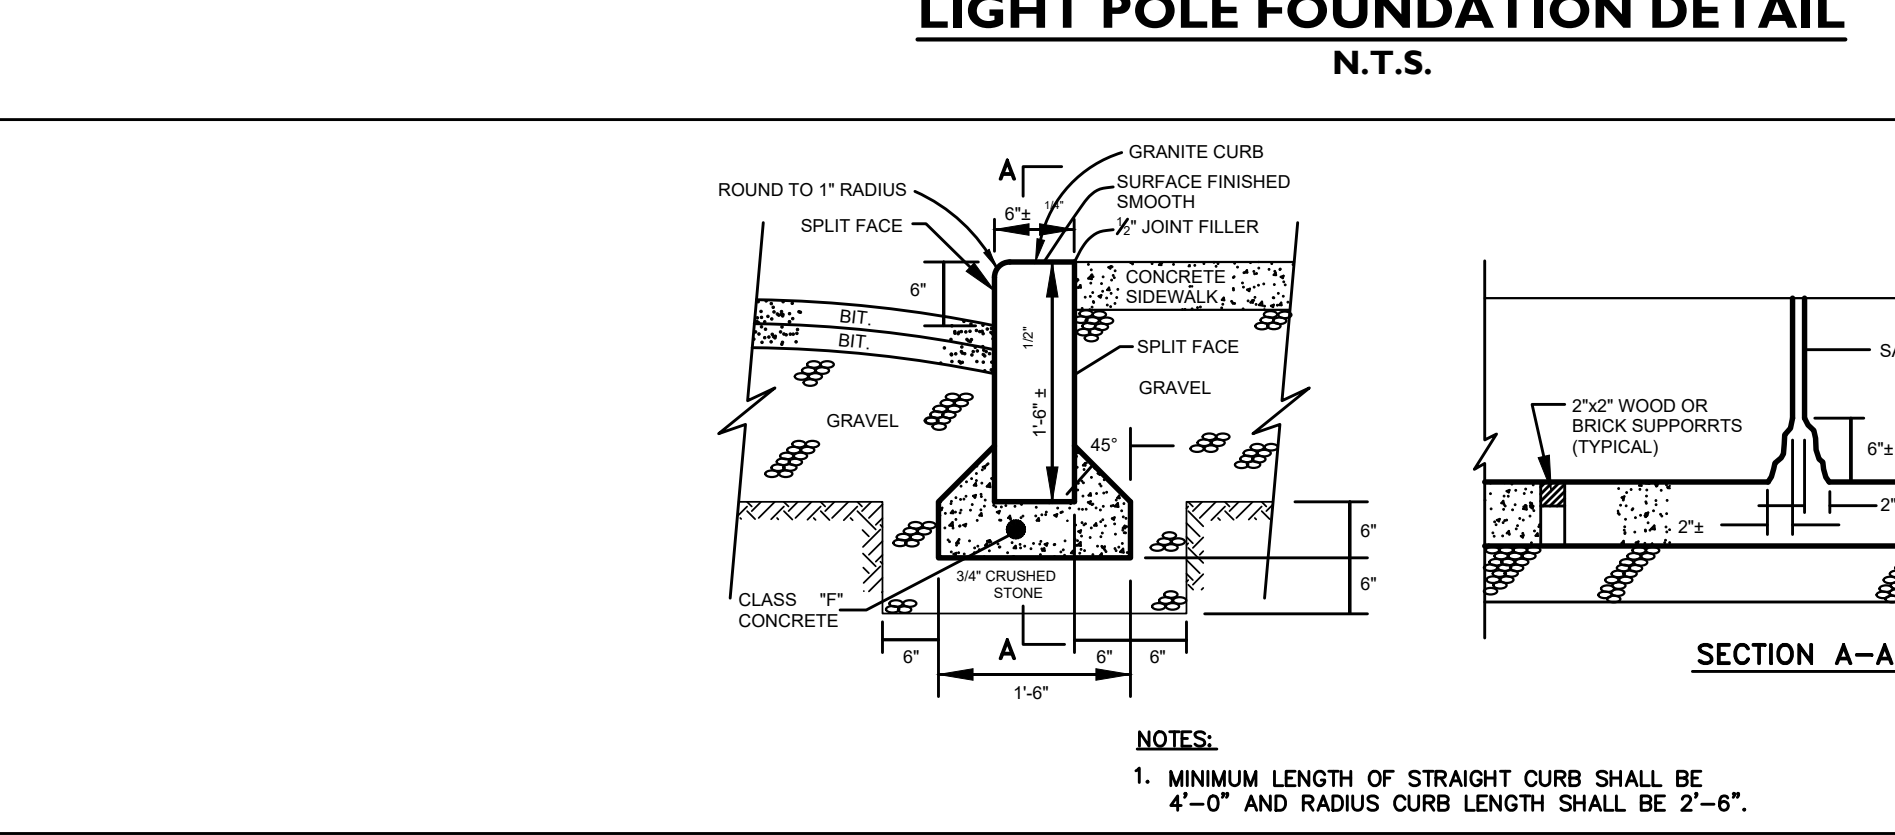 LIGHT POLE FOUNDATION DETAIL
N.T.S.
A
GRANITE CURB
ROUND TO 1" RADIUS
SURFACE FINISHED
SMOOTH
6"± 1/4"
SPLIT FACE
1/2" JOINT FILLER
CONCRETE
SIDEWALK
6"
BIT.
BIT.
1/2"
1'-6" ±
SPLIT FACE
GRAVEL
GRAVEL
45°
6"
3/4" CRUSHED
STONE
6"
CLASS "F"
CONCRETE
6"
A
6"
6"
1'-6"
2"x2" WOOD OR
BRICK SUPPORRTS
(TYPICAL)
6"±
2"
2"±
SECTION A-A
NOTES:
1. MINIMUM LENGTH OF STRAIGHT CURB SHALL BE
4'-0" AND RADIUS CURB LENGTH SHALL BE 2'-6".